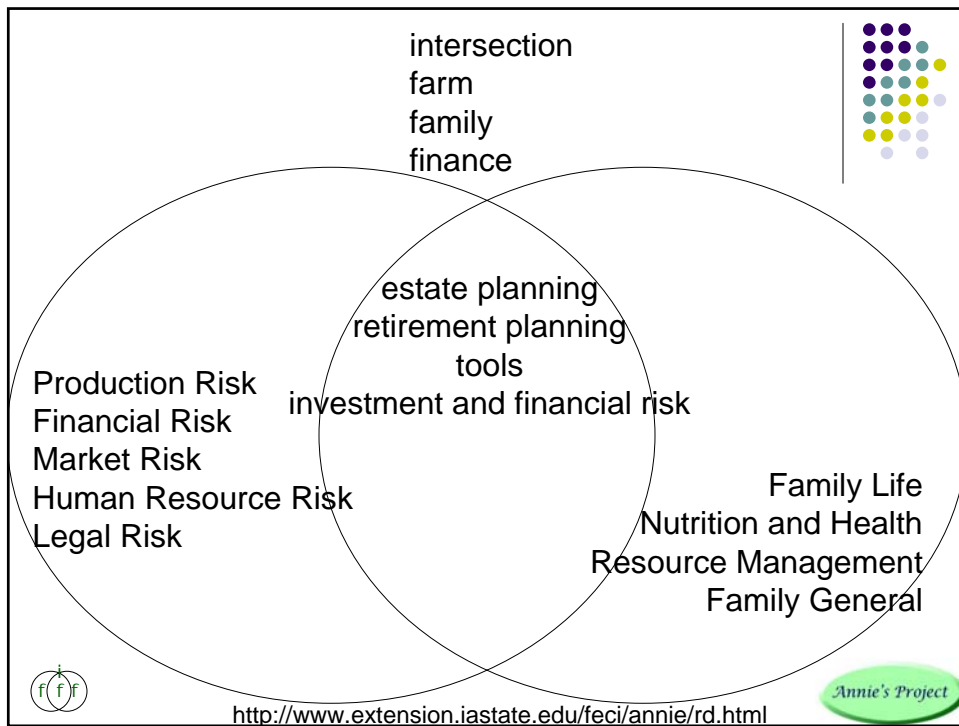 intersection
farm
family
finance
estate planning
retirement planning
tools
investment and financial risk
Production Risk
Financial Risk
Market Risk
Human Resource Risk
Legal Risk
Family Life
Nutrition and Health
Resource Management
Family General
i
f f f
http://www.extension.iastate.edu/feci/annie/rd.html
Annie's Project